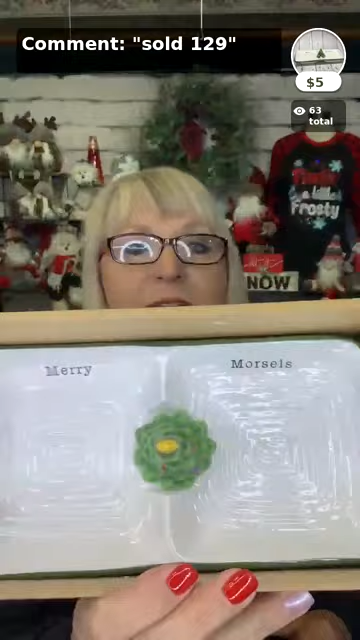 Comment: "sold 129"
$5
63
total
Frosty
NOW
Merry
Morsels